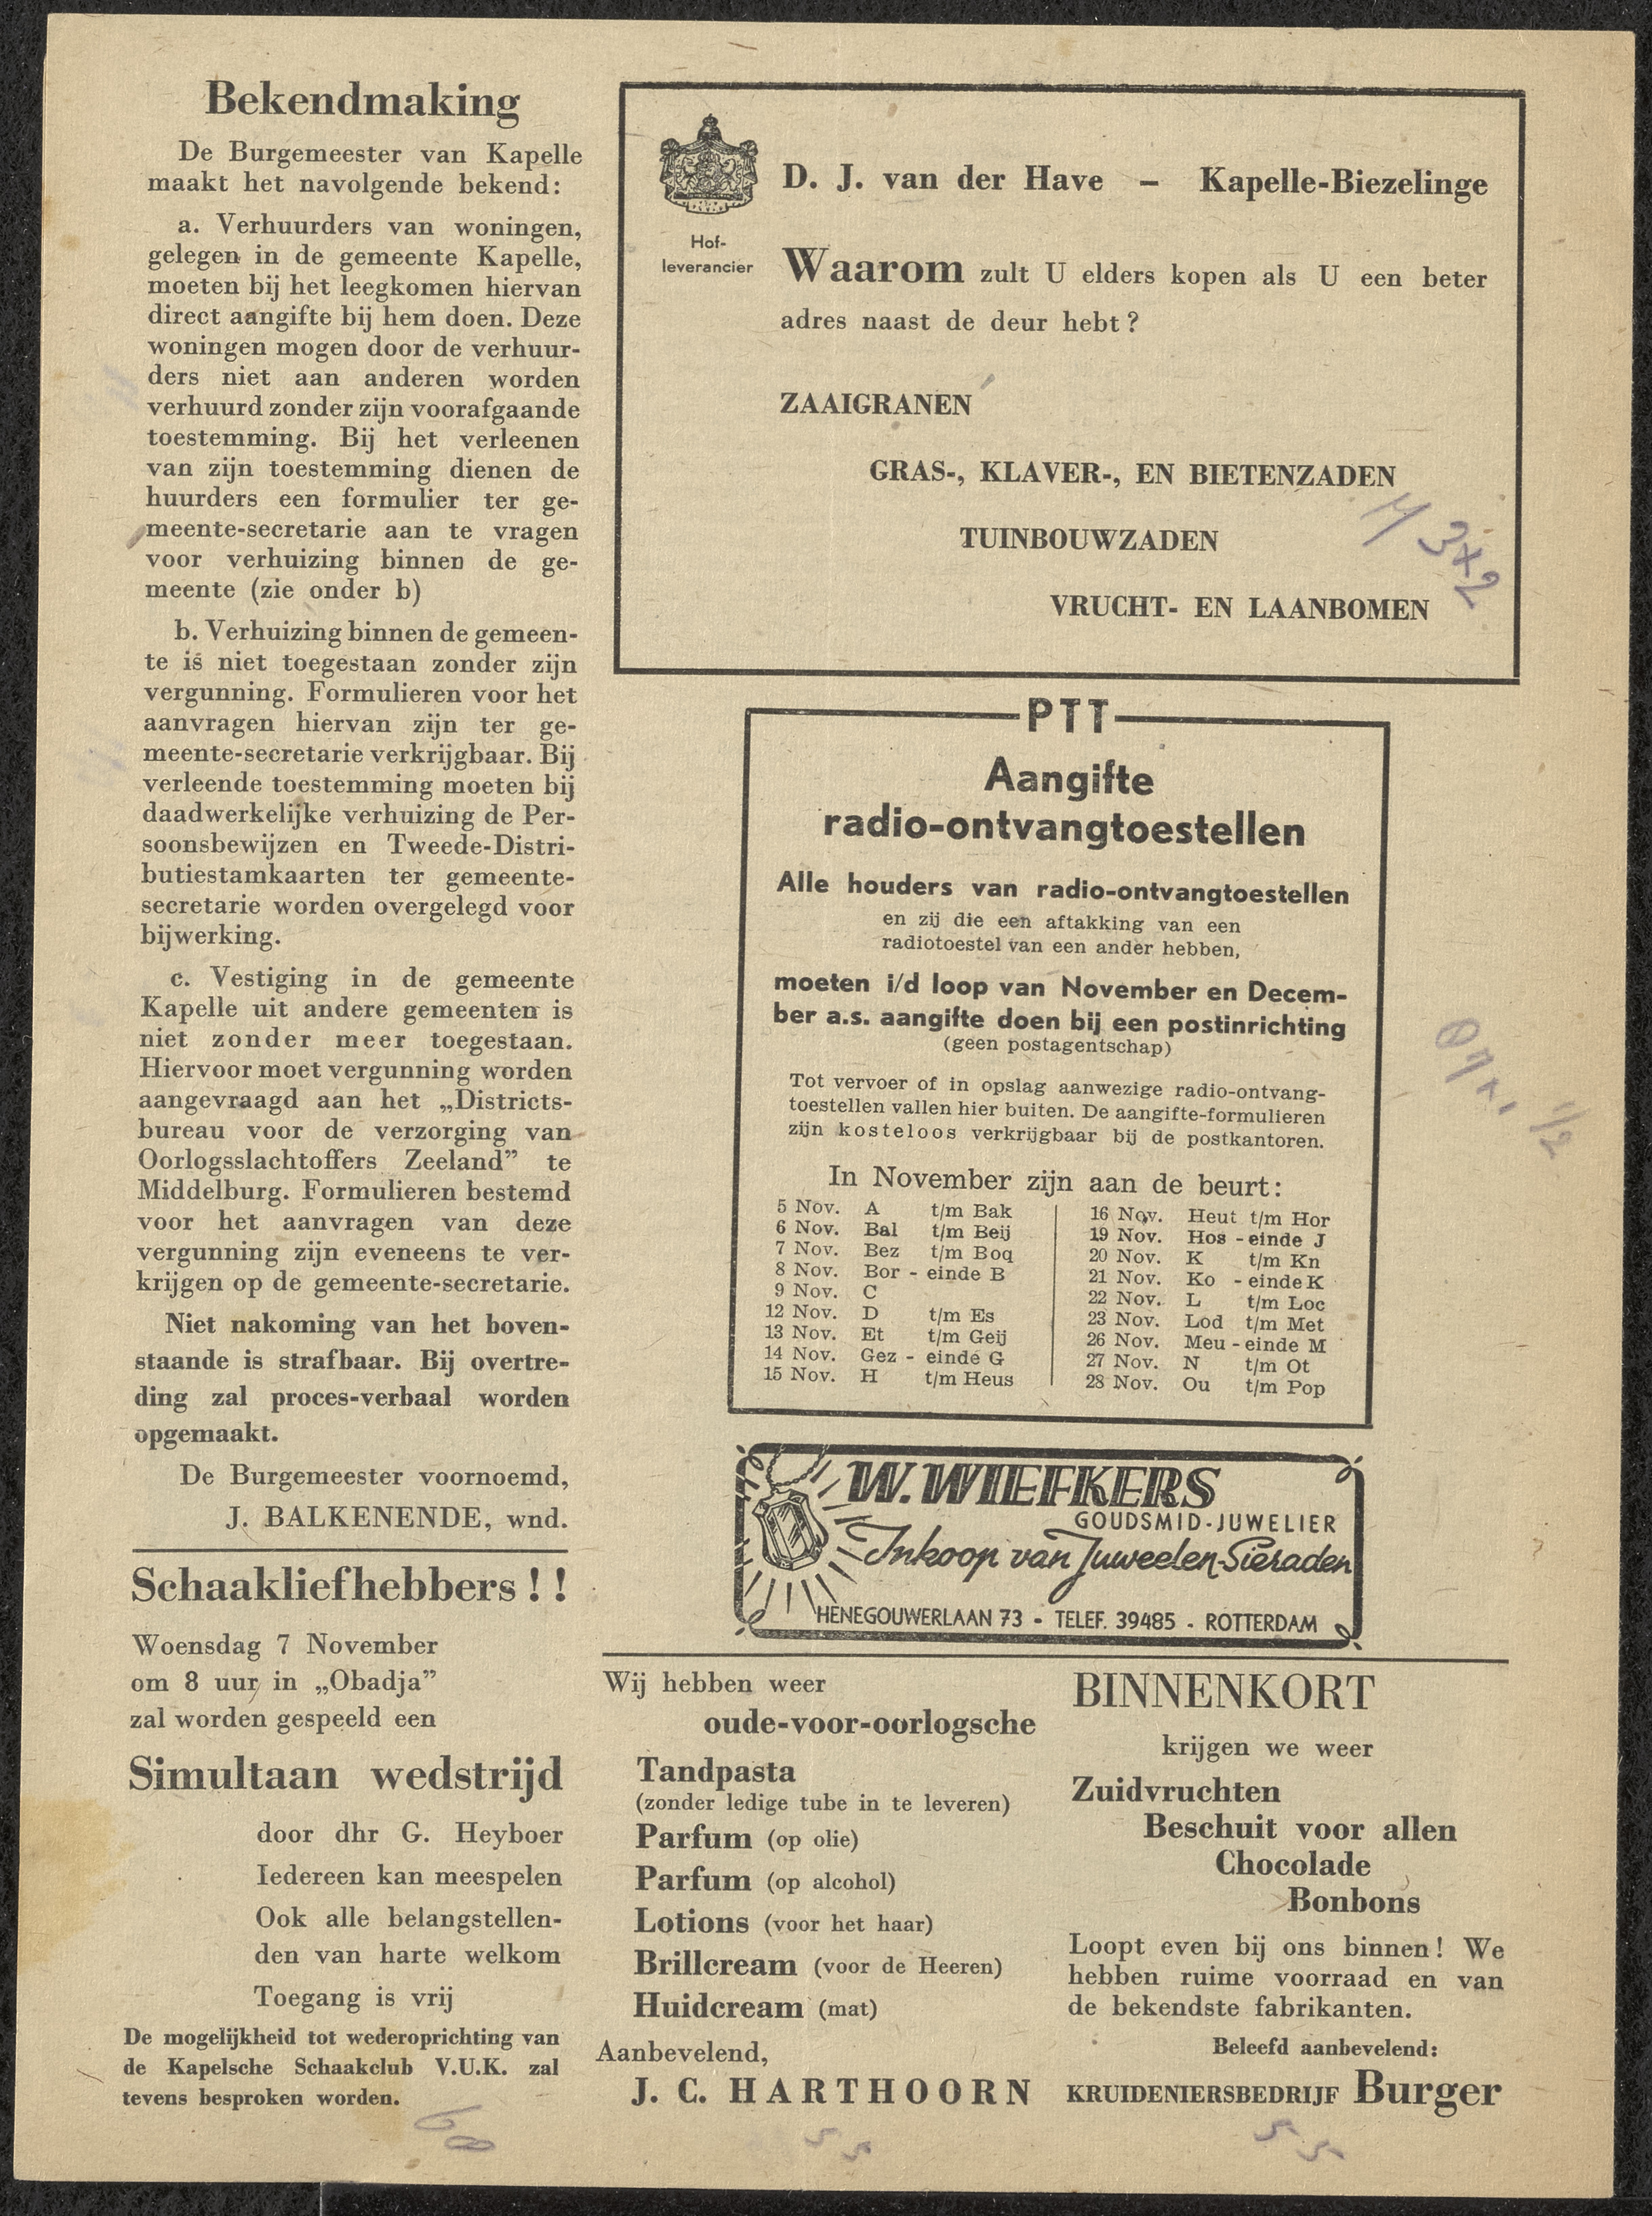 Bekendmaking
De Burgemeester van Kapelle
maakt het navolgende bekend:
a. Verhuurders van woningen,
gelegen in de gemeente Kapelle,
moeten bij het leegkomen hiervan
direct aangifte bij hem doen. Deze
woningen mogen door de verhuur-
ders niet aan anderen worden
verhuurd zonder zijn voorafgaande
toestemming. Bij het verleenen
van zijn toestemming dienen de
huurders een formulier ter ge-
meente-secretarie aan te vragen
voor verhuizing binnen de ge-
meente (zie onder b)
b. Verhuizing binnen de gemeen-
te is niet toegestaan zonder zijn
vergunning. Formulieren voor het
aanvragen hiervan zijn ter ge-
meente-secretarie verkrijgbaar. Bij
verleende toestemming moeten bij
daadwerkelijke verhuizing de Per-
soonsbewijzen en Tweede-Distri-
butiestamkaarten ter gemeente-
secretarie worden overgelegd voor
bijwerking.
c. Vestiging in de gemeente
Kapelle uit andere gemeenten is
niet zonder meer toegestaan.
Hiervoor moet vergunning worden
aangevraagd aan het „Districts-
bureau voor de verzorging van
Oorlogsslachtoffers Zeeland” te
Middelburg. Formulieren bestemd
voor het aanvragen van deze
vergunning zijn eveneens te ver-
krijgen op de gemeente-secretarie.
Niet nakoming van het boven-
staande is strafbaar. Bij overtre-
ding zal proces-verbaal worden
opgemaakt.
De Burgemeester voornoemd,
J. BALKENENDE, wnd.
Schaakliefhebbers ! !
Woensdag 7 November
om 8 uur in „Obadja”
zal worden gespeeld een
Simultaan wedstrijd
door dhr G. Heyboer
Iedereen kan meespelen
Ook alle belangstellen-
den van harte welkom
Toegang is vrij
De mogelijkheid tot wederoprichting van
de Kapelsche Schaakclub V.U.K. zal
tevens besproken worden.
D. J. van der Have – Kapelle-Biezelinge
Hof-
leverancier
Waarom zult U elders kopen als U een beter
adres naast de deur hebt ?
ZAAIGRANEN
GRAS-, KLAVER-, EN BIETENZADEN
TUINBOUWZADEN
3x2
VRUCHT- EN LAANBOMEN
PTT
Aangifte
radio-ontvangtoestellen
Alle houders van radio-ontvangtoestellen
en zij die een aftakking van een
radiotoestel van een ander hebben,
moeten i/d loop van November en Decem-
ber a.s. aangifte doen bij een postinrichting
(geen postagentschap)
Tot vervoer of in opslag aanwezige radio-ontvang-
toestellen vallen hier buiten. De aangifte-formulieren
zijn kosteloos verkrijgbaar bij de postkantoren.
In November zijn aan de beurt:
5 Nov. A t/m Bak
6 Nov. Bal t/m Beij
7 Nov. Bez t/m Boq
8 Nov. Bor - einde B
9 Nov. C
12 Nov. D t/m Es
13 Nov. Et t/m Geij
14 Nov. Gez - einde G
15 Nov. H t/m Heus
16 Nov. Heut t/m Hor
19 Nov. Hos - einde J
20 Nov. K t/m Kn
21 Nov. Ko - einde K
22 Nov. L t/m Loc
23 Nov. Lod t/m Met
26 Nov. Meu - einde M
27 Nov. N t/m Ot
28 Nov. Ou t/m Pop
1/2
W. WIEFKERS
GOUDSMID-JUWELIER
Inkoop van Juweelen-Sieraden
HENEGOUWERLAAN 73 - TELEF. 39485 - ROTTERDAM
Wij hebben weer
oude-voor-oorlogsche
Tandpasta
(zonder ledige tube in te leveren)
Parfum (op olie)
Parfum (op alcohol)
Lotions (voor het haar)
Brillcream (voor de Heeren)
Huidcream (mat)
Aanbevelend,
J. C. HARTHOORN
BINNENKORT
krijgen we weer
Zuidvruchten
Beschuit voor allen
Chocolade
Bonbons
Loopt even bij ons binnen ! We
hebben ruime voorraad en van
de bekendste fabrikanten.
Beleefd aanbevelend:
KRUIDENIERSBEDRIJF Burger